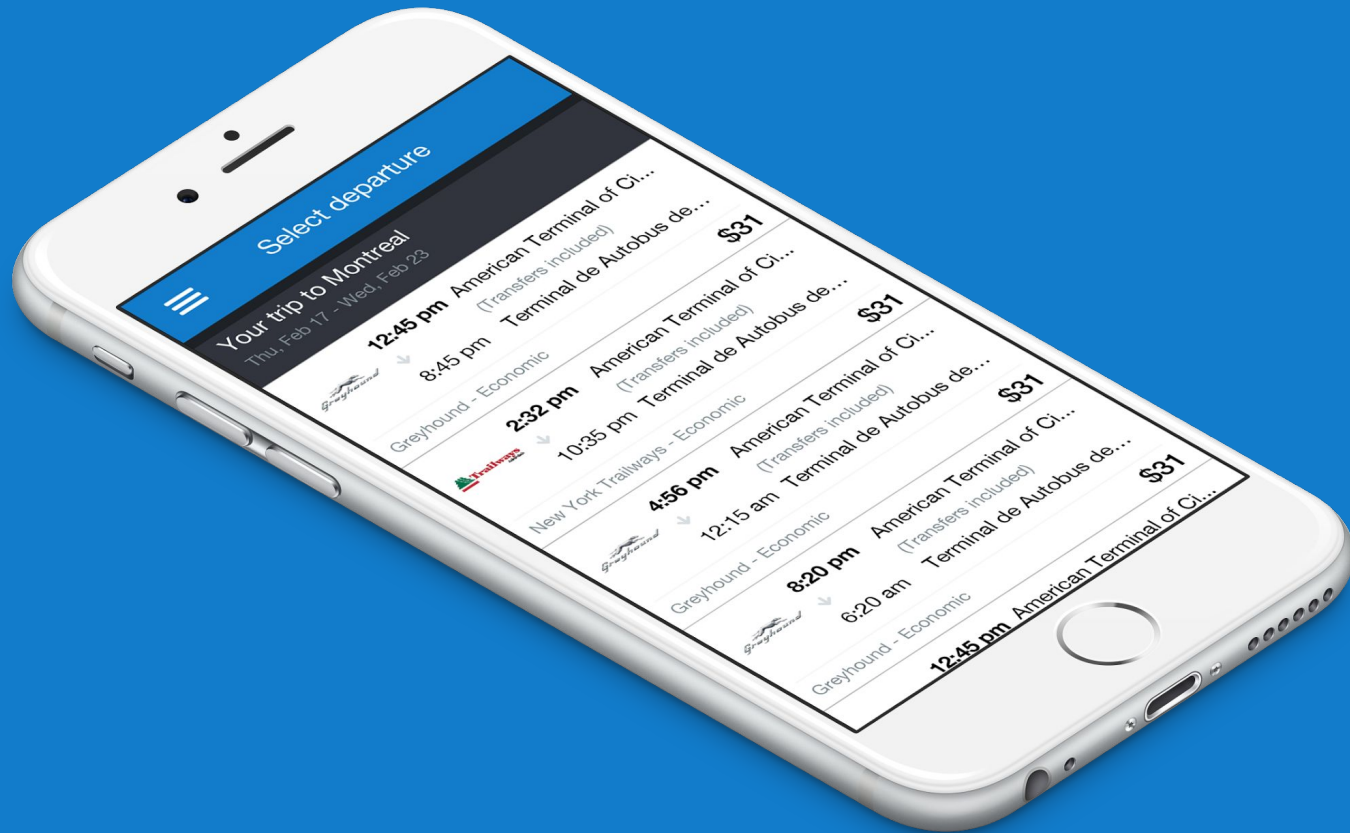 Select departure
Your trip to Montreal
Thu, Feb 17 - Wed, Feb 23
12:45 pm American Terminal of Ci...
(Transfers included)
8:45 pm Terminal de Autobus de...
Greyhound
Greyhound - Economic $31
2:32 pm American Terminal of Ci...
(Transfers included)
10:35 pm Terminal de Autobus de...
Trailways
New York Trailways - Economic $31
4:56 pm American Terminal of Ci...
(Transfers included)
12:15 am Terminal de Autobus de...
Greyhound
Greyhound - Economic $31
8:20 pm American Terminal of Ci...
(Transfers included)
6:20 am Terminal de Autobus de...
Greyhound
Greyhound - Economic $31
12:45 pm American Terminal of Ci...